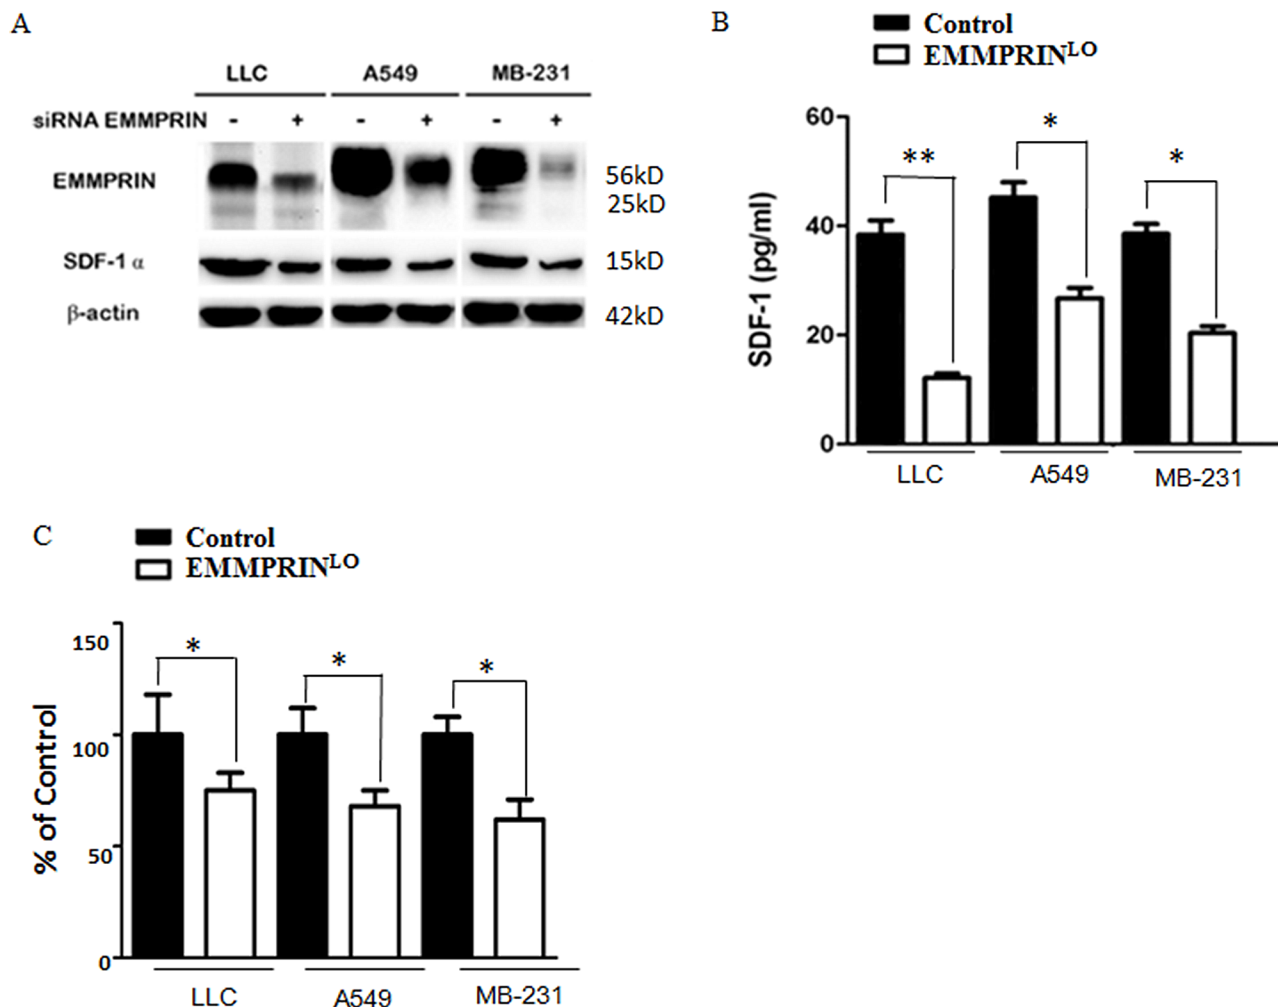 A
LLC A549 MB-231
siRNA EMMPRIN - + - + - +
EMMPRIN 56kD
25kD
SDF-1 α 15kD
β-actin 42kD
B
Control
EMMPRINLO
SDF-1 (pg/ml)
60
40
20
0
** * *
LLC A549 MB-231
C
Control
EMMPRINLO
% of Control
150
100
50
0
* * *
LLC A549 MB-231